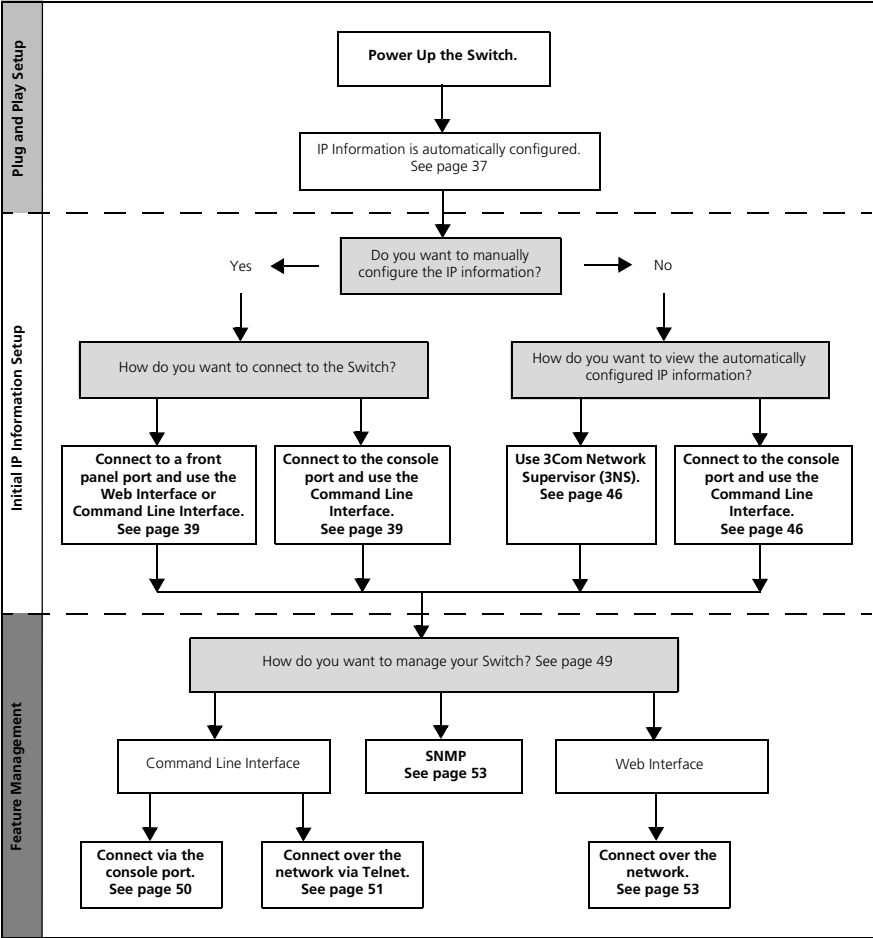 Plug and Play Setup
Power Up the Switch.
IP Information is automatically configured.
See page 37
Initial IP Information Setup
Do you want to manually
configure the IP information?
Yes
No
How do you want to connect to the Switch?
How do you want to view the automatically
configured IP information?
Connect to a front
panel port and use the
Web Interface or
Command Line Interface.
See page 39
Connect to the console
port and use the
Command Line
Interface.
See page 39
Use 3Com Network
Supervisor (3NS).
See page 46
Connect to the console
port and use the
Command Line
Interface.
See page 46
Feature Management
How do you want to manage your Switch? See page 49
Command Line Interface
SNMP
See page 53
Web Interface
Connect via the
console port.
See page 50
Connect over the
network via Telnet.
See page 51
Connect over the
network.
See page 53